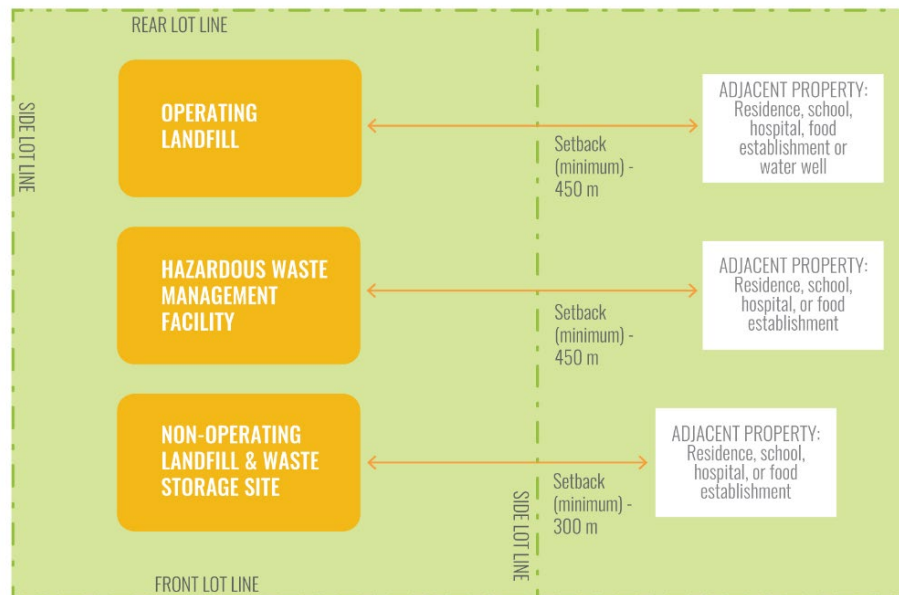 REAR LOT LINE
SIDE LOT LINE
OPERATING
LANDFILL
Setback
(minimum) -
450 m
ADJACENT PROPERTY:
Residence, school,
hospital, food
establishment or
water well
HAZARDOUS WASTE
MANAGEMENT
FACILITY
Setback
(minimum) -
450 m
ADJACENT PROPERTY:
Residence, school,
hospital, or food
establishment
NON-OPERATING
LANDFILL & WASTE
STORAGE SITE
Setback
(minimum) -
300 m
ADJACENT PROPERTY:
Residence, school,
hospital, or food
establishment
SIDE LOT LINE
FRONT LOT LINE